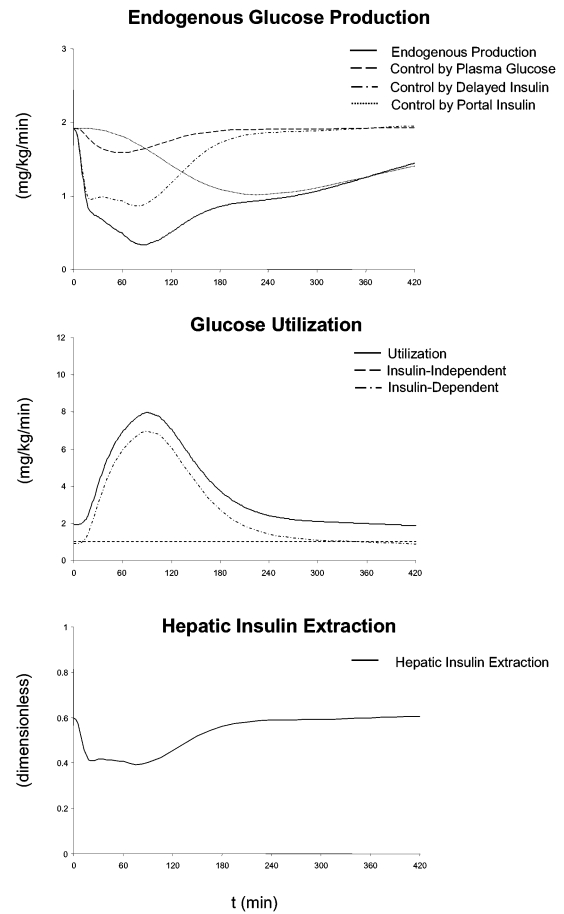 Endogenous Glucose Production
3
2
1
0
(mg/kg/min)
Endogenous Production
Control by Plasma Glucose
Control by Delayed Insulin
Control by Portal Insulin
0 60 120 180 240 300 360 420
Glucose Utilization
12
10
8
6
4
2
0
(mg/kg/min)
Utilization
Insulin-Independent
Insulin-Dependent
0 60 120 180 240 300 360 420
Hepatic Insulin Extraction
1
0.8
0.6
0.4
0.2
0
(dimensionless)
Hepatic Insulin Extraction
0 60 120 180 240 300 360 420
t (min)